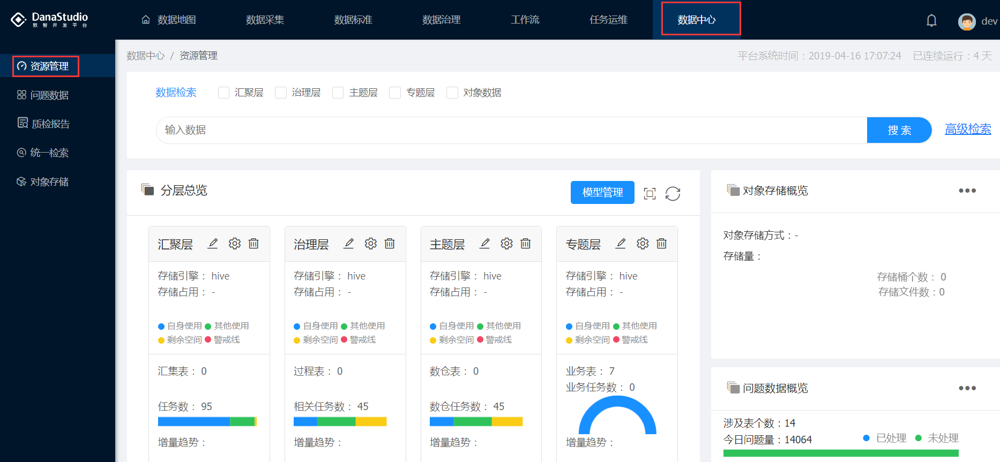 DanaStudio
数智开发平台
数据地图 数据采集 数据标准 数据治理 工作流 任务运维 数据中心 dev
资源管理
问题数据
质检报告
统一检索
对象存储
数据中心 / 资源管理 平台系统时间：2019-04-16 17:07:24 已连续运行：4 天
数据检索 汇聚层 治理层 主题层 专题层 对象数据
输入数据 搜 索 高级检索
分层总览 模型管理
汇聚层
存储引擎： hive
存储占用： -
自身使用 其他使用
剩余空间 警戒线
汇集表： 0
任务数： 95
增量趋势：
治理层
存储引擎： hive
存储占用： -
自身使用 其他使用
剩余空间 警戒线
过程表： 0
相关任务数： 45
增量趋势：
主题层
存储引擎： hive
存储占用： -
自身使用 其他使用
剩余空间 警戒线
数仓表： 0
数仓任务数： 45
增量趋势：
专题层
存储引擎： hive
存储占用： -
自身使用 其他使用
剩余空间 警戒线
业务表： 7
业务任务数： 0
增量趋势：
对象存储概览
对象存储方式：-
存储量：
存储桶个数： 0
存储文件数：0
问题数据概览
涉及表个数：14
今日问题量：14064 已处理 未处理